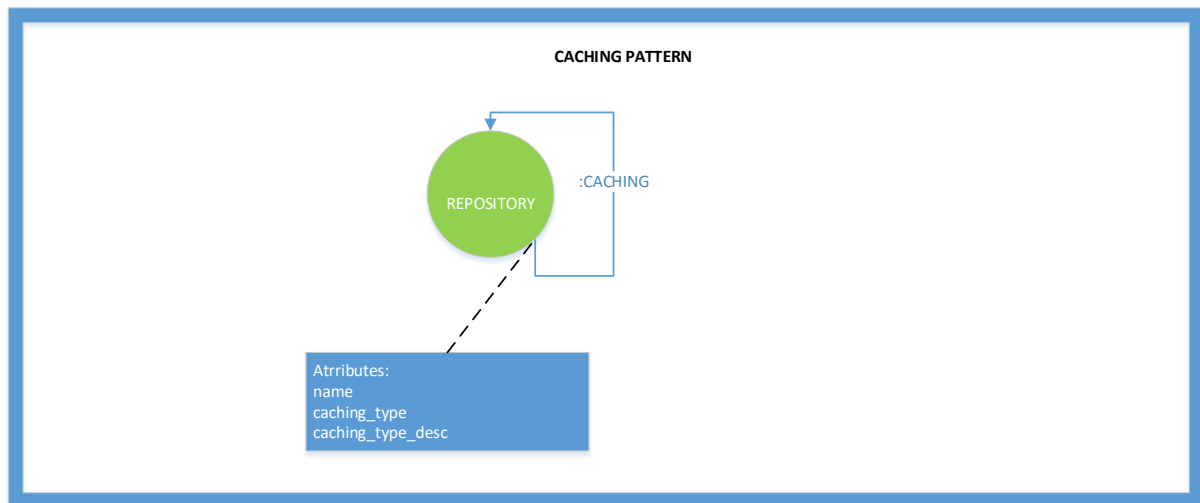 CACHING PATTERN
:CACHING
REPOSITORY
Atrributes:
name
caching_type
caching_type_desc